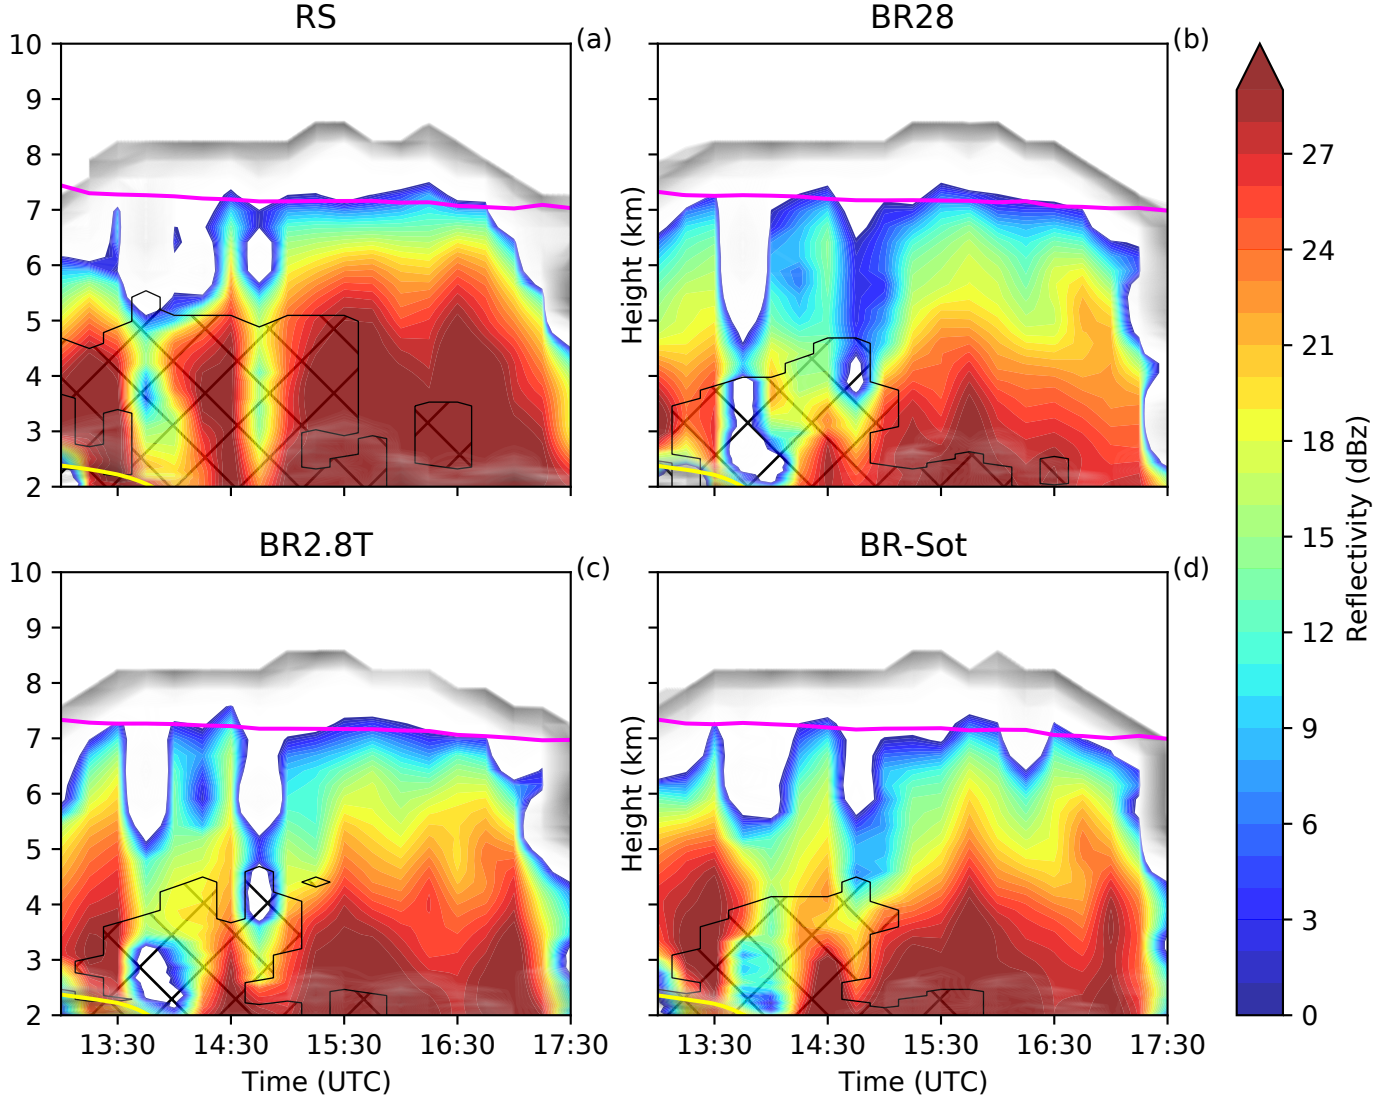 RS
(a)
BR28
(b)
10
9
8
7
6
5
4
3
2
Height (km)
27
24
21
18
15
12
9
6
3
0
Reflectivity (dBz)
BR2.8T
(c)
BR-Sot
(d)
10
9
8
7
6
5
4
3
2
Height (km)
13:30 14:30 15:30 16:30 17:30
13:30 14:30 15:30 16:30 17:30
Time (UTC)
Time (UTC)